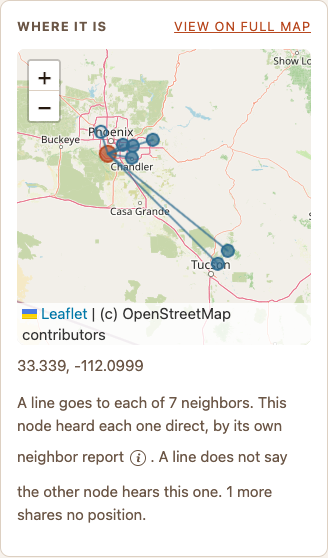 WHERE IT IS
VIEW ON FULL MAP
+
−
Show Lo
Phoenix
Buckeye
Chandler
Casa Grande
Tucson
Leaflet | (c) OpenStreetMap
contributors
33.339, -112.0999
A line goes to each of 7 neighbors. This
node heard each one direct, by its own
neighbor report i . A line does not say
the other node hears this one. 1 more
shares no position.